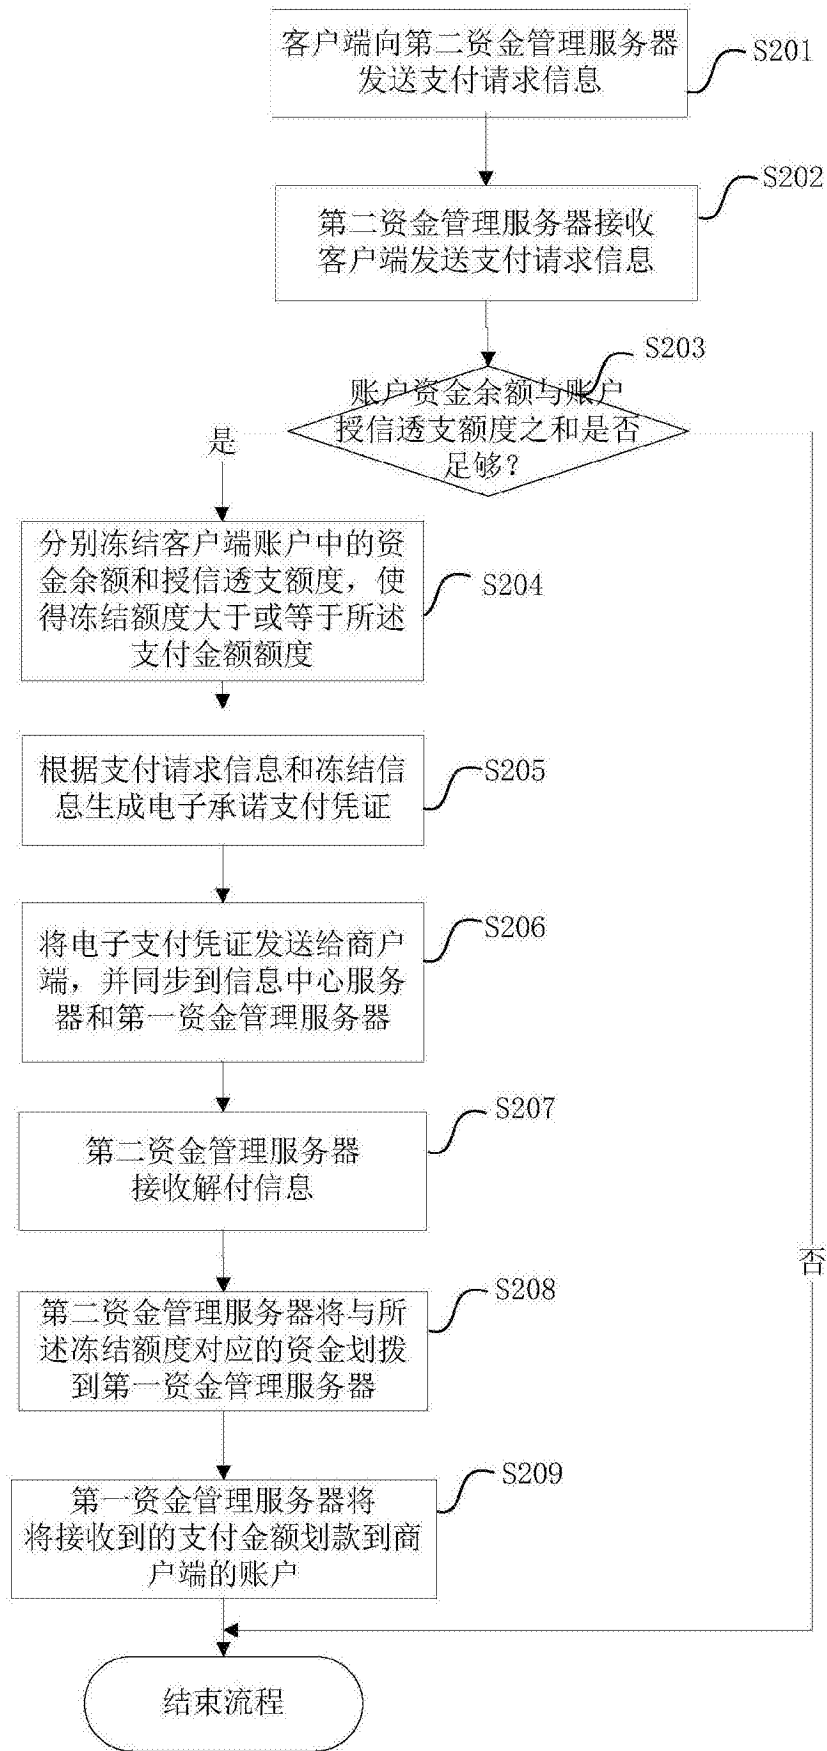 客户端向第二资金管理服务器
发送支付请求信息
S201
第二资金管理服务器接收
客户端发送支付请求信息
S202
S203
账户资金余额与账户
授信透支额度之和是否
足够？
是
分别冻结客户端账户中的资
金余额和授信透支额度，使
得冻结额度大于或等于所述
支付金额额度
S204
根据支付请求信息和冻结信
息生成电子承诺支付凭证
S205
将电子支付凭证发送给商户
端，并同步到信息中心服务
器和第一资金管理服务器
S206
第二资金管理服务器
接收解付信息
S207
否
第二资金管理服务器将与所
述冻结额度对应的资金划拨
到第一资金管理服务器
S208
第一资金管理服务器将
将接收到的支付金额划款到商
户端的账户
S209
结束流程